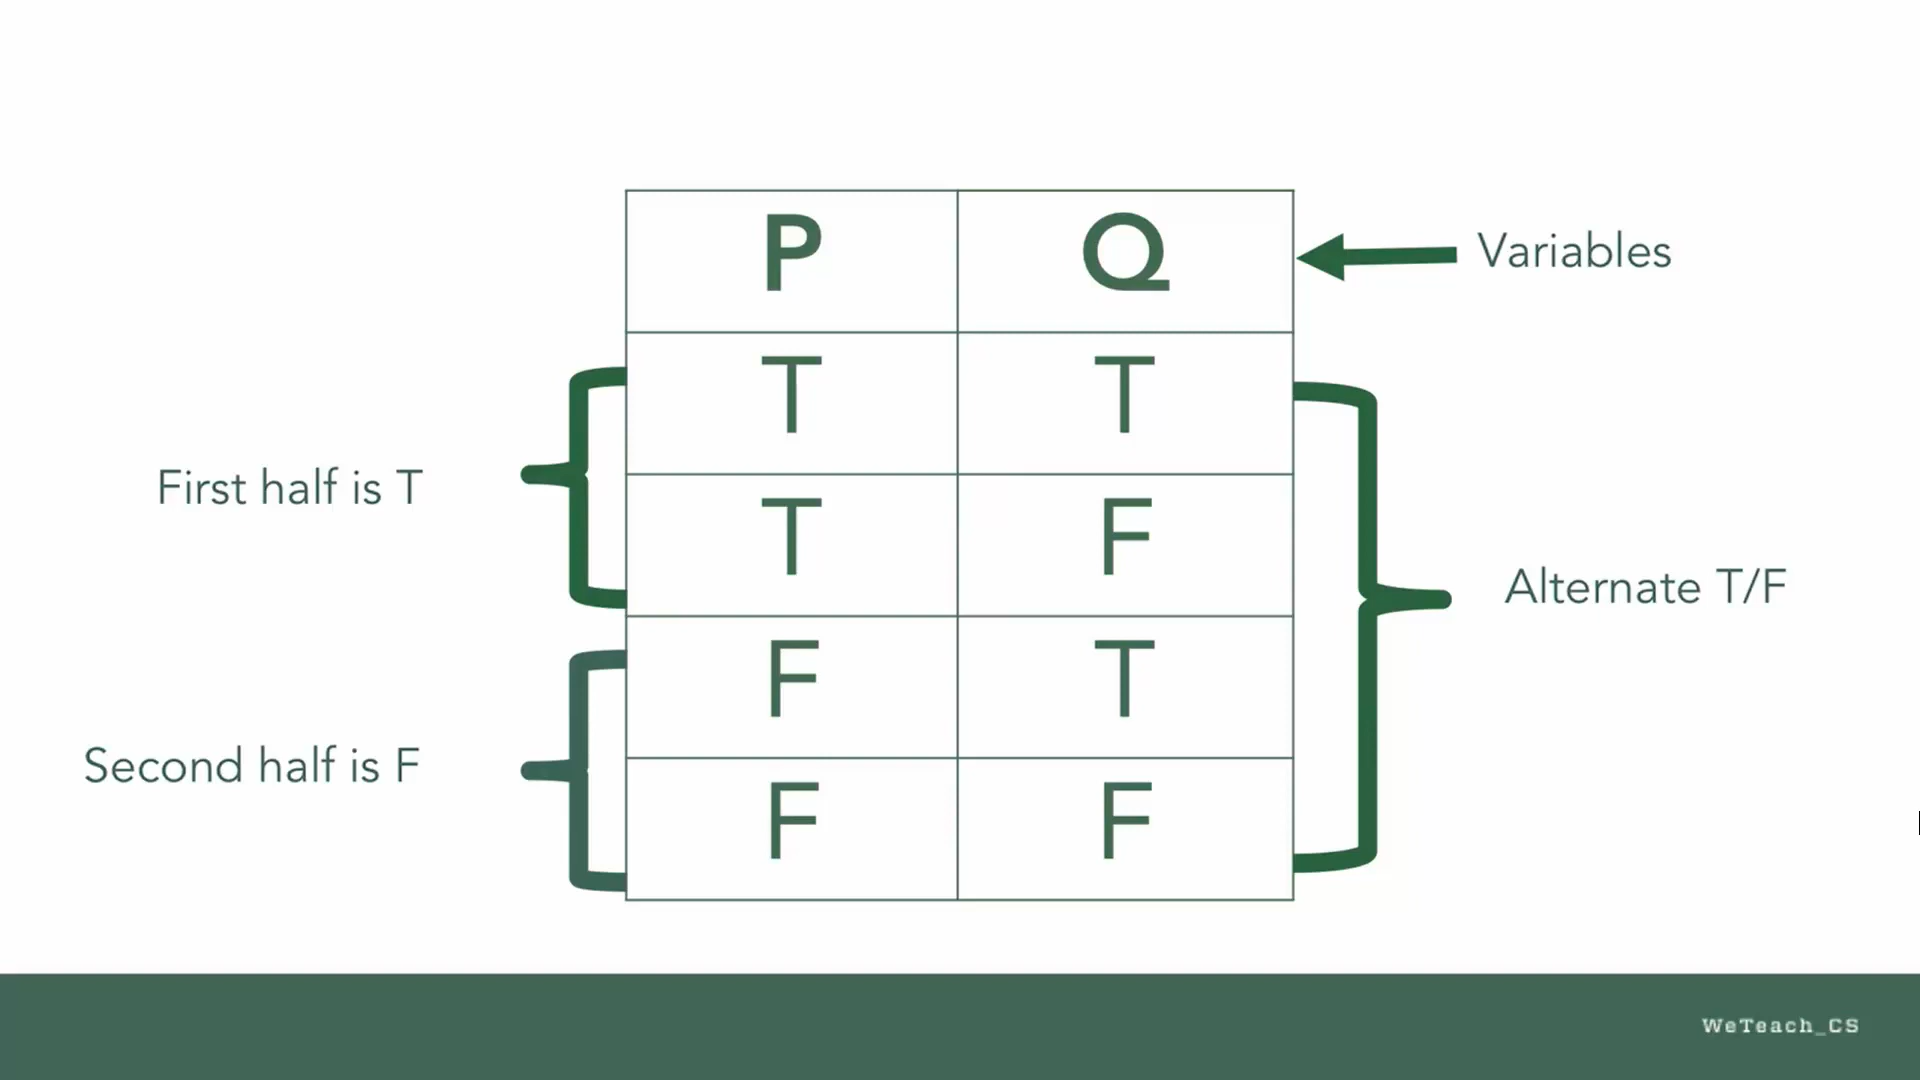 P Q
Variables
T T
First half is T
T F
Alternate T/F
F T
Second half is F
F F
WeTeach_CS